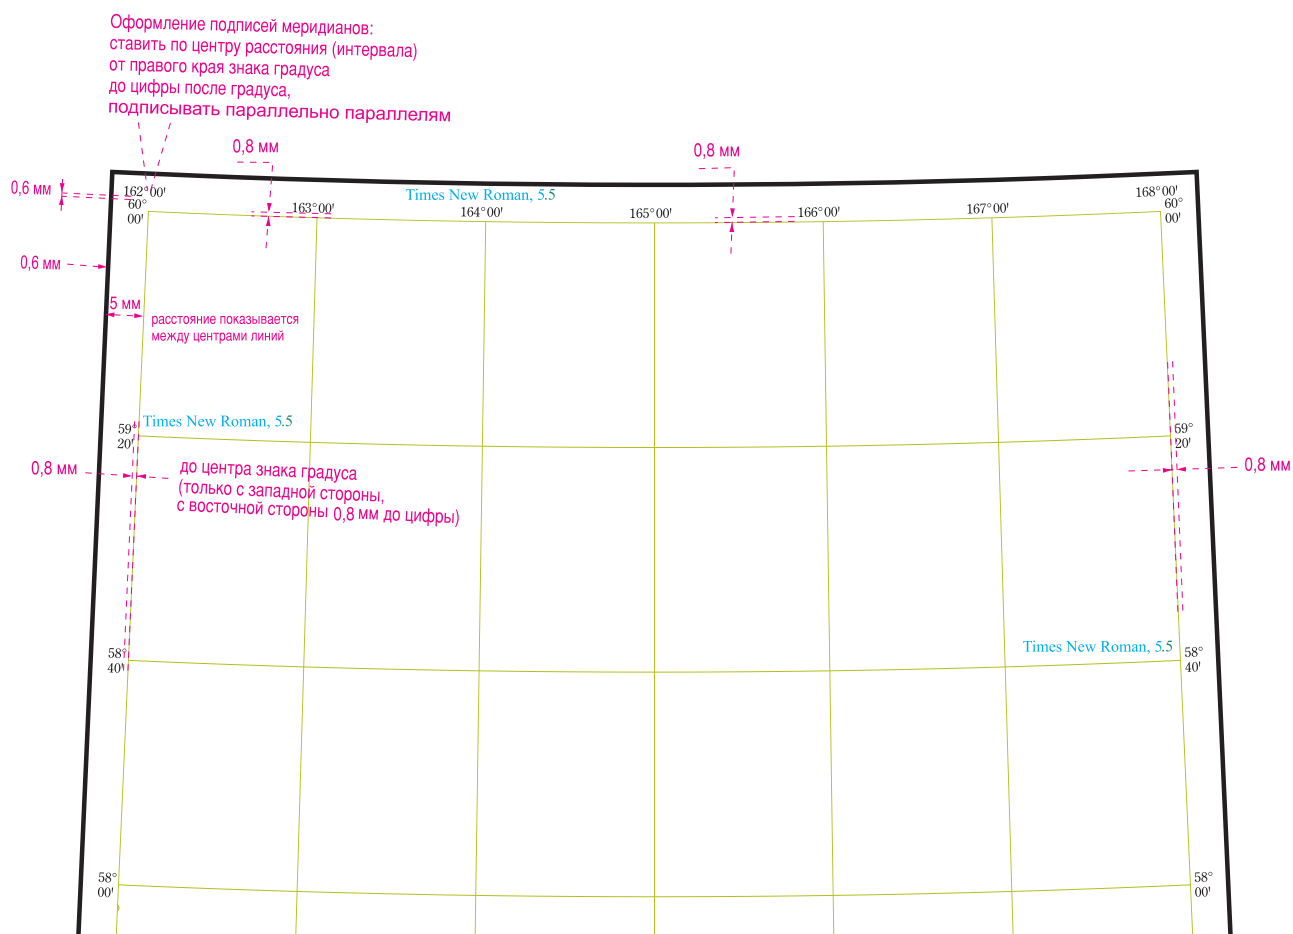 Оформление подписей меридианов:
ставить по центру расстояния (интервала)
от правого края знака градуса
до цифры после градуса,
подписывать параллельно параллелям
0,8 мм
0,8 мм
0,6 мм
162°00'
Times New Roman, 5.5
168°00'
60°
00'
163°00'
164°00'
165°00'
166°00'
167°00'
60°
00'
0,6 мм
5 мм
расстояние показывается
между центрами линий
59°
20'
Times New Roman, 5.5
59°
20'
0,8 мм
до центра знака градуса
(только с западной стороны,
с восточной стороны 0,8 мм до цифры)
0,8 мм
58°
40'
Times New Roman, 5.5
58°
40'
58°
00'
58°
00'